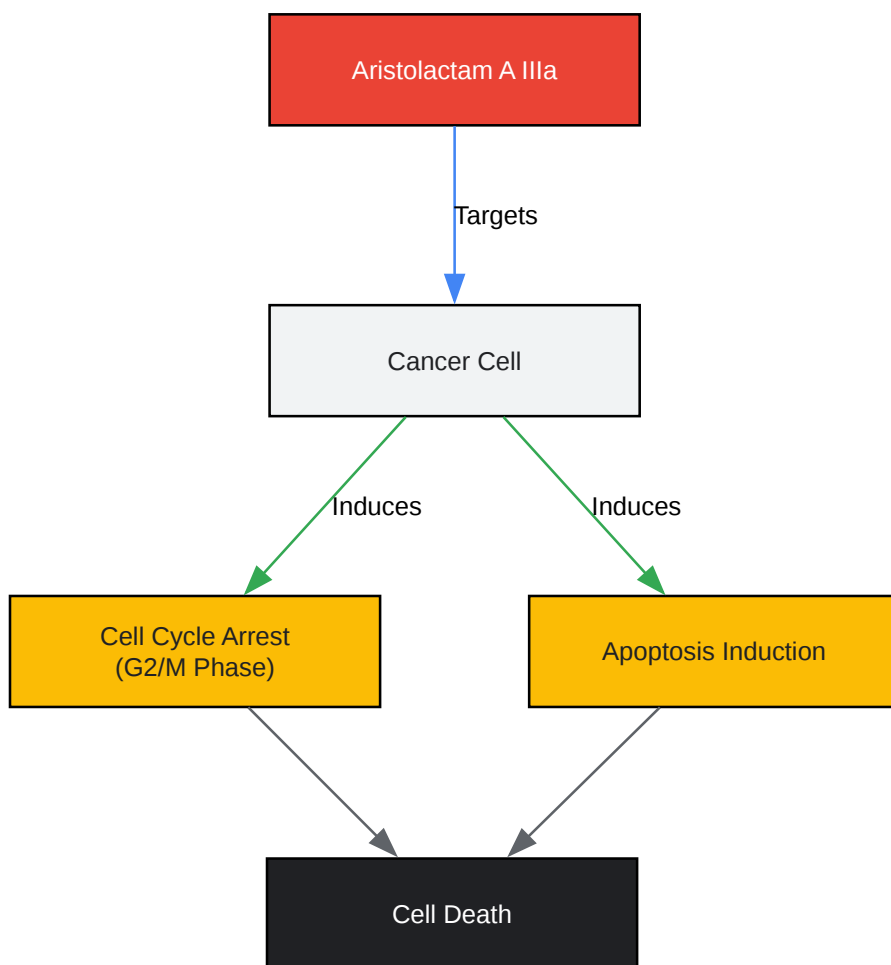 Aristolactam A IIIa
Targets
Cancer Cell
Induces
Induces
Cell Cycle Arrest
(G2/M Phase)
Apoptosis Induction
Cell Death